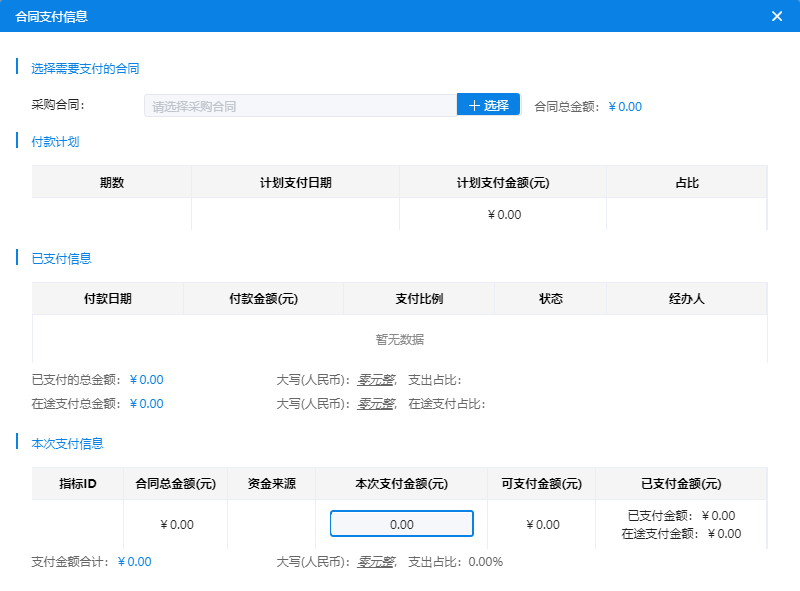 合同支付信息
选择需要支付的合同
采购合同: 请选择采购合同 选择 合同总金额: ￥0.00
付款计划
期数 计划支付日期 计划支付金额(元) 占比
￥0.00
已支付信息
付款日期 付款金额(元) 支付比例 状态 经办人
暂无数据
已支付的总金额: ￥0.00 大写(人民币): 零元整, 支出占比:
在途支付总金额: ￥0.00 大写(人民币): 零元整, 在途支付占比:
本次支付信息
指标ID 合同总金额(元) 资金来源 本次支付金额(元) 可支付金额(元) 已支付金额(元)
￥0.00 0.00 ￥0.00 已支付金额: ￥0.00
在途支付金额: ￥0.00
支付金额合计: ￥0.00 大写(人民币): 零元整, 支出占比: 0.00%